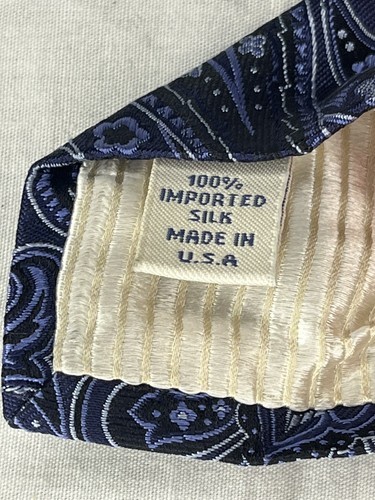 100%
IMPORTED
SILK
MADE IN
U.S.A